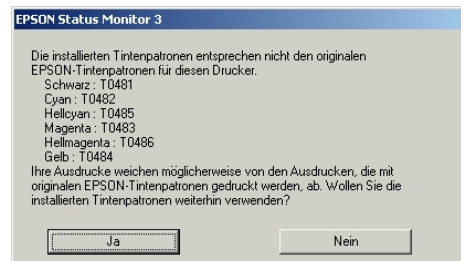 EPSON Status Monitor 3
Die installierten Tintenpatronen entsprechen nicht den originalen
EPSON-Tintenpatronen für diesen Drucker.
Schwarz : T0481
Cyan : T0482
Hellcyan : T0485
Magenta : T0483
Hellmagenta : T0486
Gelb : T0484
Ihre Ausdrucke weichen möglicherweise von den Ausdrucken, die mit
originalen EPSON-Tintenpatronen gedruckt werden, ab. Wollen Sie die
installierten Tintenpatronen weiterhin verwenden?
Ja
Nein